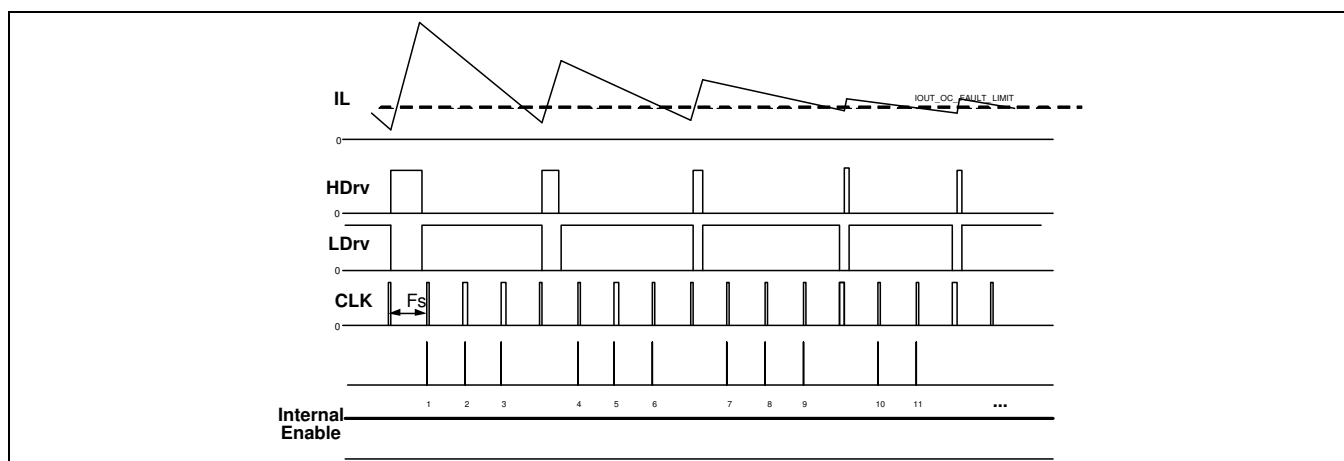 IL
IOUT_OC_FAULT_LIMIT
0
HDrv
0
LDrv
0
CLK
Fs
0
1 2 3 4 5 6 7 8 9 10 11 ...
Internal
Enable